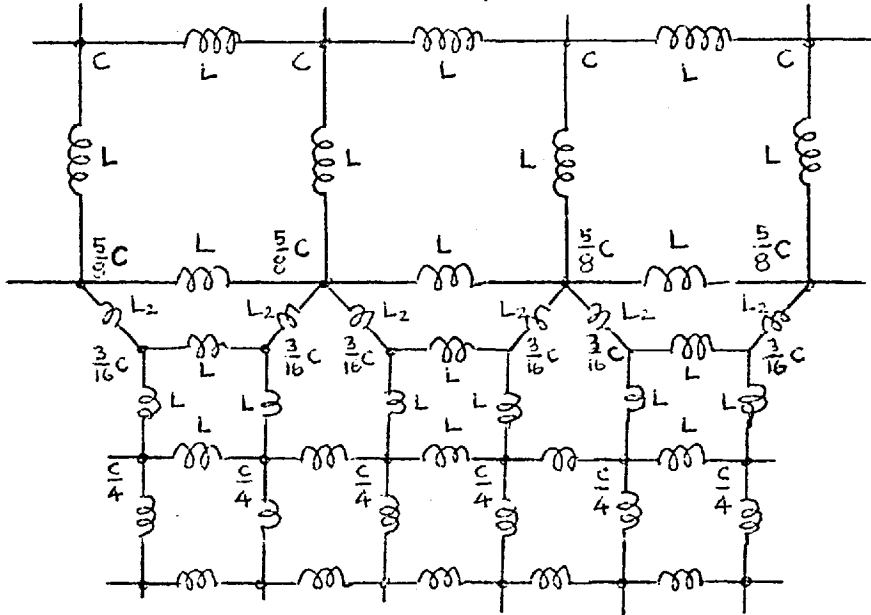 C L C L C L
L L L L
5/8 C L 5/8 C L 5/8 C L 5/8 C
L₂ L₂ L₂ L₂ L₂ L₂
3/16 C L 3/16 C 3/16 C L 3/16 C 3/16 C L 3/16 C
L L L L L L
L L L
C/4 C/4 C/4 C/4 C/4 C/4